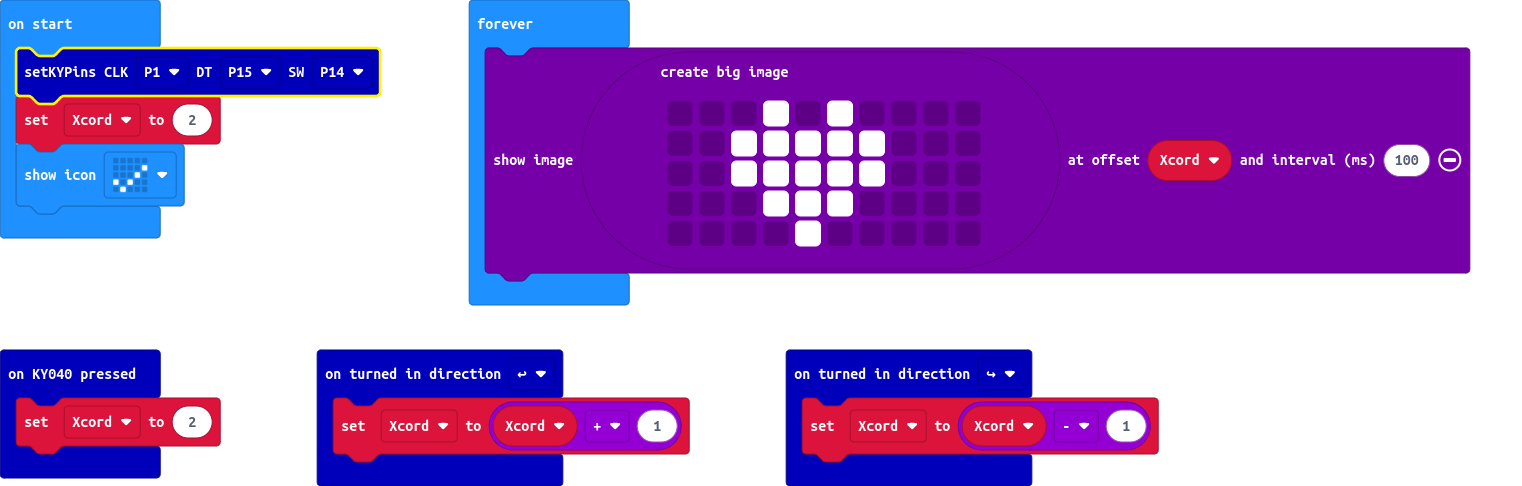 on start
setKYPins CLK P1 DT P15 SW P14
set Xcord to 2
show icon
forever
create big image
show image at offset Xcord and interval (ms) 100
on KY040 pressed
set Xcord to 2
on turned in direction ↩
set Xcord to Xcord + 1
on turned in direction ↪
set Xcord to Xcord - 1